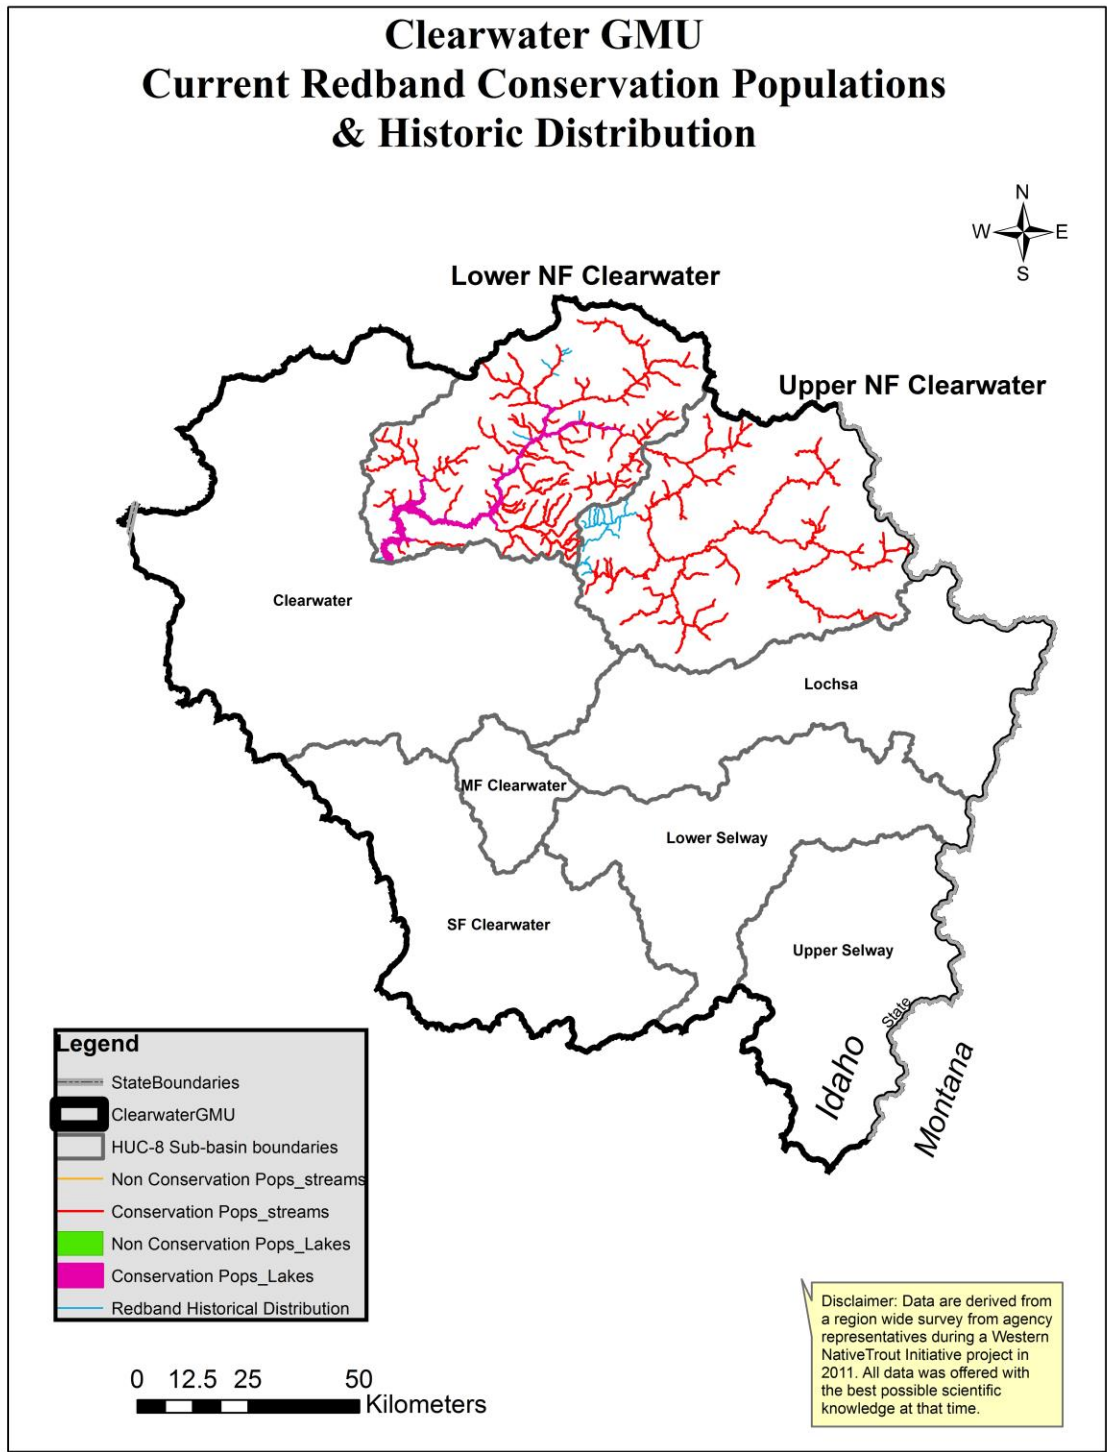 Clearwater GMU
Current Redband Conservation Populations
& Historic Distribution
N
W E
S
Lower NF Clearwater
Upper NF Clearwater
Clearwater
Lochsa
MF Clearwater
Lower Selway
SF Clearwater
Upper Selway
State
Idaho
Montana
Legend
StateBoundaries
ClearwaterGMU
HUC-8 Sub-basin boundaries
Non Conservation Pops_streams
Conservation Pops_streams
Non Conservation Pops_Lakes
Conservation Pops_Lakes
Redband Historical Distribution
0 12.5 25 50
Kilometers
Disclaimer: Data are derived from
a region wide survey from agency
representatives during a Western
NativeTrout Initiative project in
2011. All data was offered with
the best possible scientific
knowledge at that time.